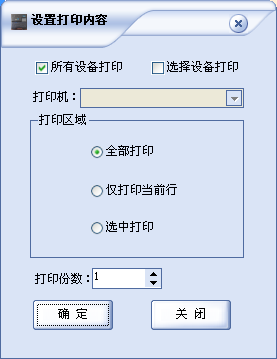 设置打印内容
所有设备打印 选择设备打印
打印机：
打印区域
全部打印
仅打印当前行
选中打印
打印份数： 1
确 定 关 闭